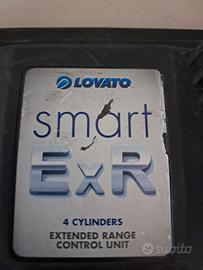 LOVATO
smart
ExR
4 CYLINDERS
EXTENDED RANGE
CONTROL UNIT
subito